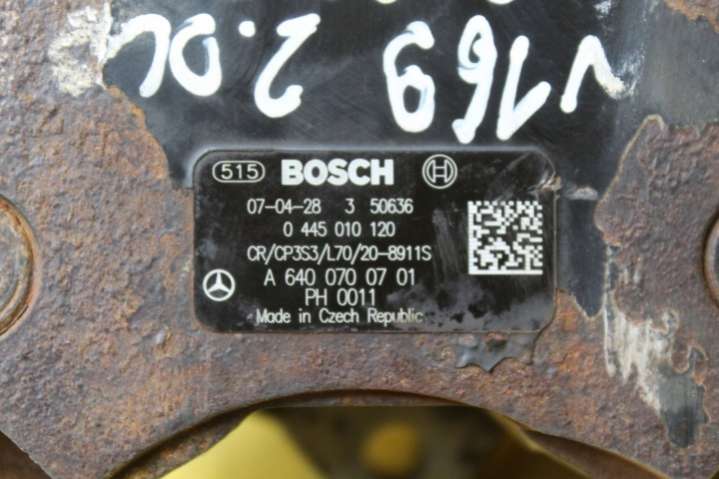 w169 2.0L
515 BOSCH
07-04-28 3 50636
0 445 010 120
CR/CP3S3/L70/20-8911S
A 640 070 07 01
PH 0011
Made in Czech Republic